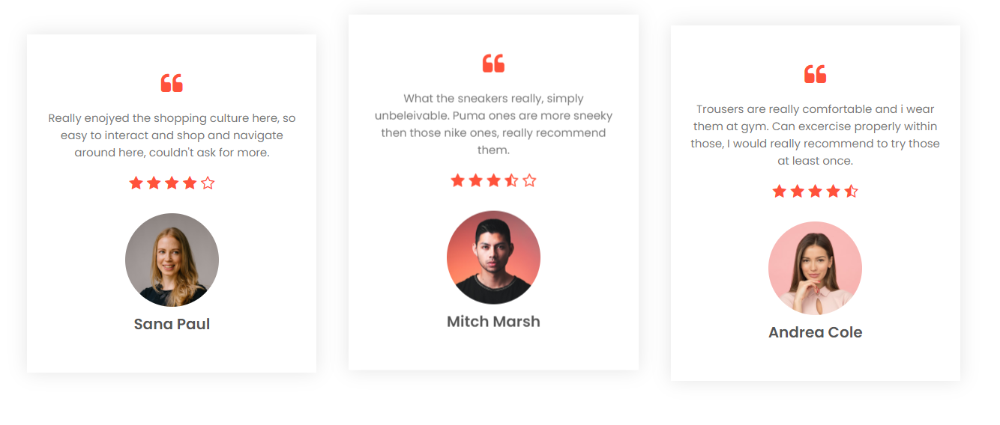 Really enojyed the shopping culture here, so
easy to interact and shop and navigate
around here, couldn't ask for more.
Sana Paul
What the sneakers really, simply
unbeleivable. Puma ones are more sneeky
then those nike ones, really recommend
them.
Mitch Marsh
Trousers are really comfortable and i wear
them at gym. Can excercise properly within
those, I would really recommend to try those
at least once.
Andrea Cole